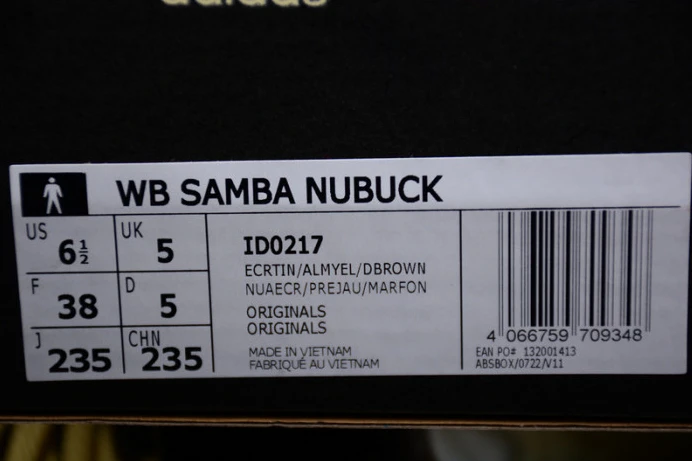 adidas
WB SAMBA NUBUCK
US 6½ UK 5
F 38 D 5
J 235 CHN 235
ID0217
ECRTIN/ALMYEL/DBROWN
NUAECR/PREJAU/MARFON
ORIGINALS
ORIGINALS
MADE IN VIETNAM
FABRIQUÉ AU VIETNAM
4 066759 709348
EAN PO# 132001413
ABSBOX/0722/V11